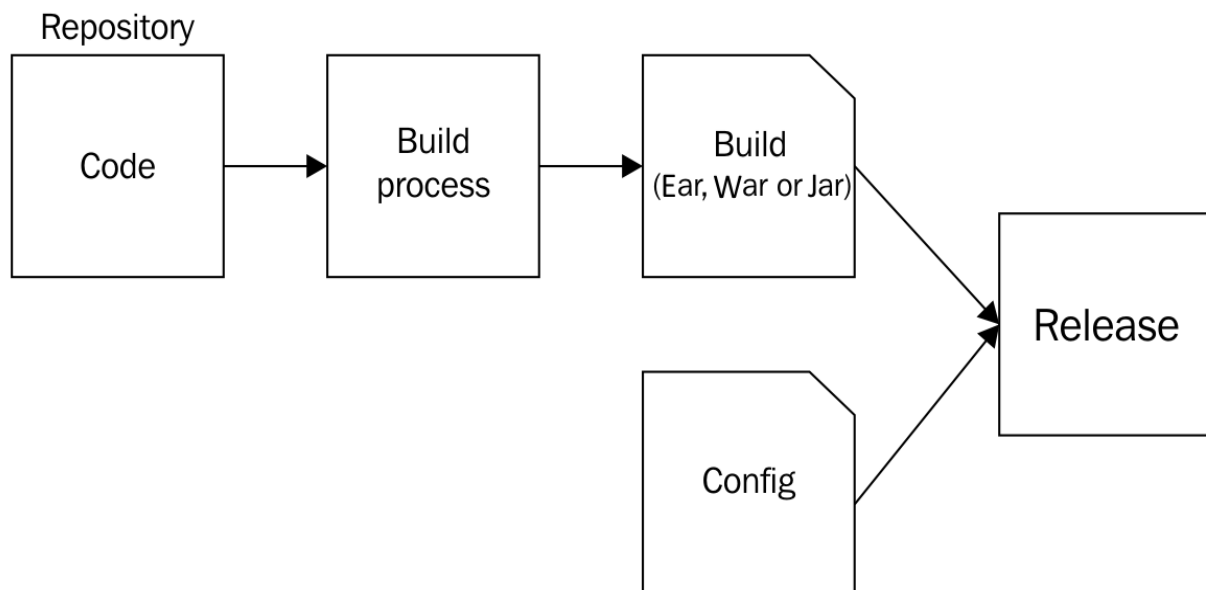 Repository
Code
Build
process
Build
(Ear, War or Jar)
Release
Config